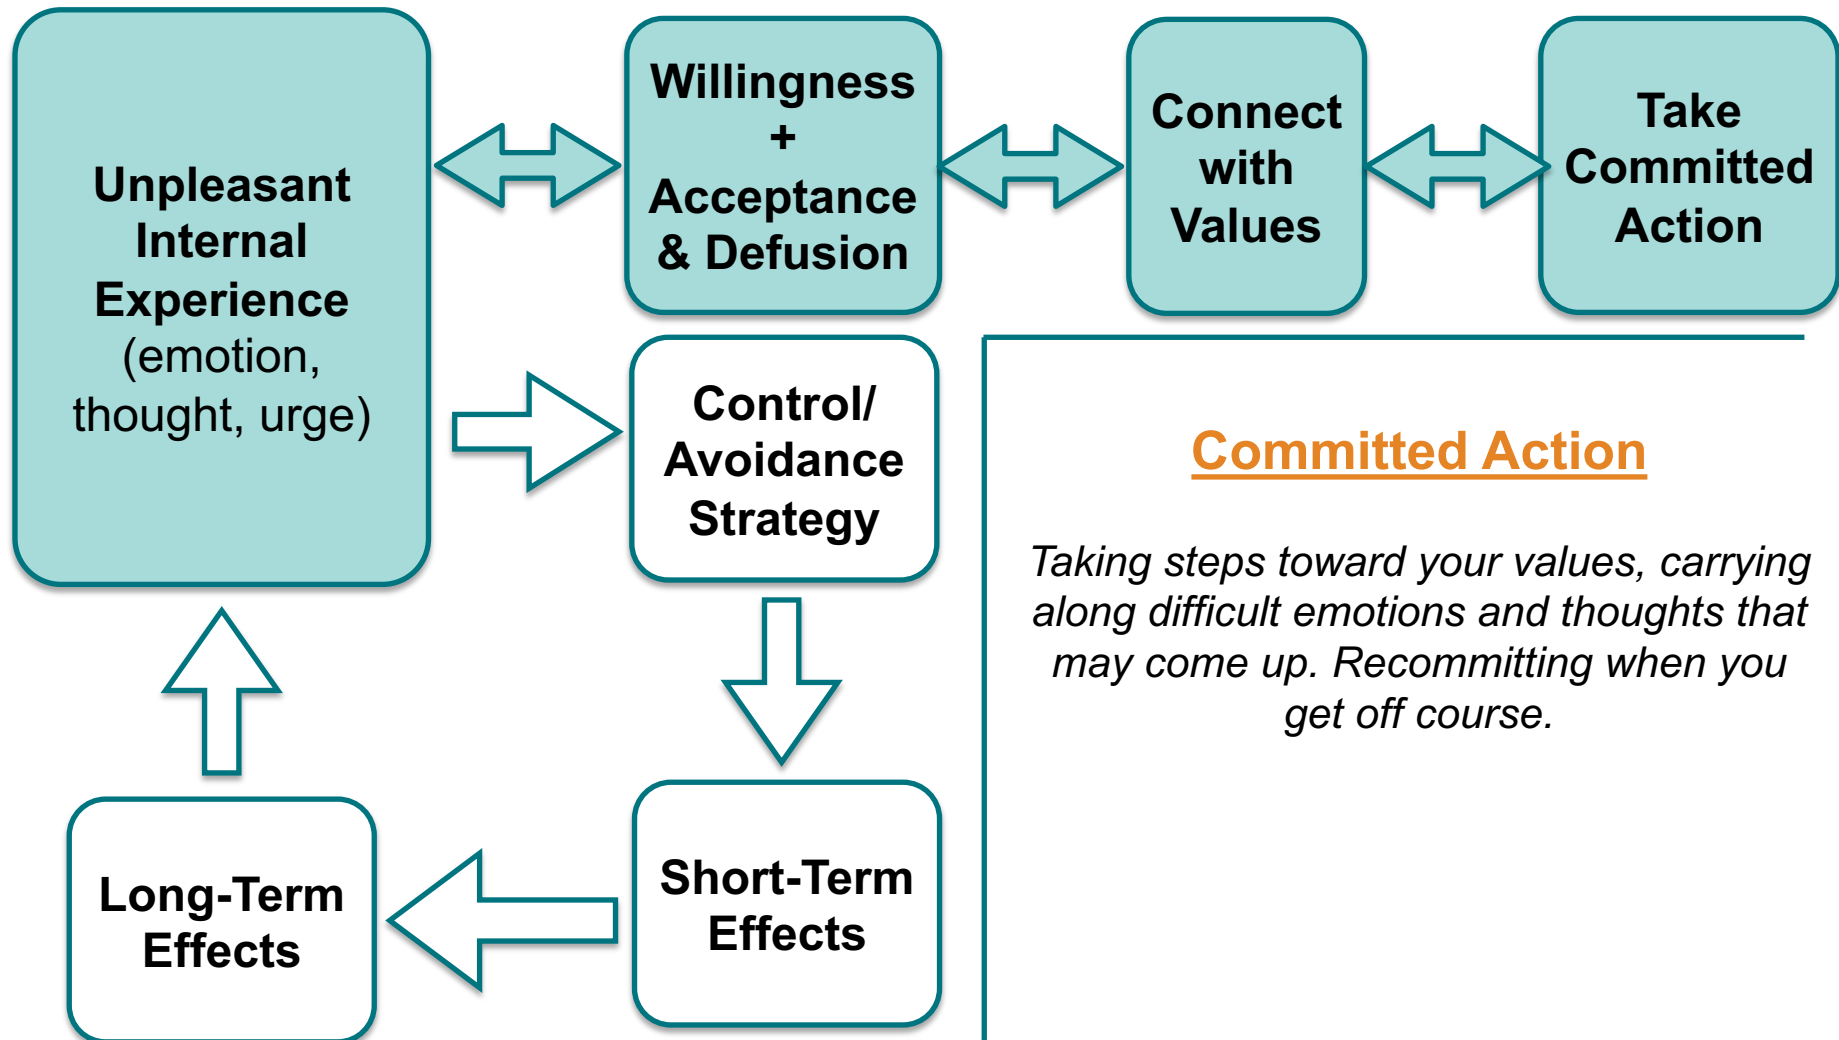 Unpleasant
Internal
Experience
(emotion,
thought, urge)
Willingness
+
Acceptance
& Defusion
Connect
with
Values
Take
Committed
Action
Control/
Avoidance
Strategy
Short-Term
Effects
Long-Term
Effects
Committed Action
Taking steps toward your values, carrying
along difficult emotions and thoughts that
may come up. Recommitting when you
get off course.